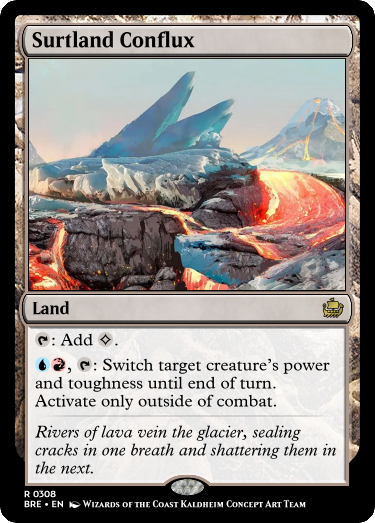 Surtland Conflux
Land
: Add .
, : Switch target creature's power
and toughness until end of turn.
Activate only outside of combat.
Rivers of lava vein the glacier, sealing
cracks in one breath and shattering them in
the next.
R 0308
BRE • EN Wizards of the Coast Kaldheim Concept Art Team